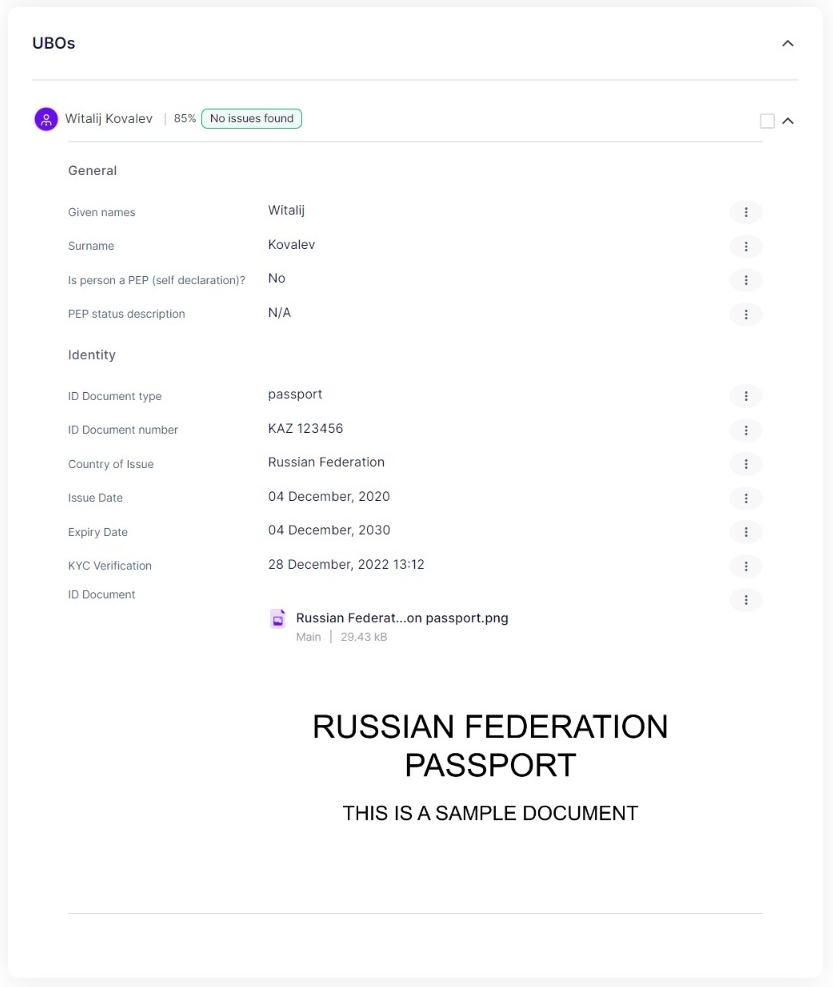 UBOs
Witalij Kovalev | 85% No issues found
General
Given names Witalij
Surname Kovalev
Is person a PEP (self declaration)? No
PEP status description N/A
Identity
ID Document type passport
ID Document number KAZ 123456
Country of Issue Russian Federation
Issue Date 04 December, 2020
Expiry Date 04 December, 2030
KYC Verification 28 December, 2022 13:12
ID Document
Russian Federat...on passport.png
Main | 29.43 kB
RUSSIAN FEDERATION
PASSPORT
THIS IS A SAMPLE DOCUMENT